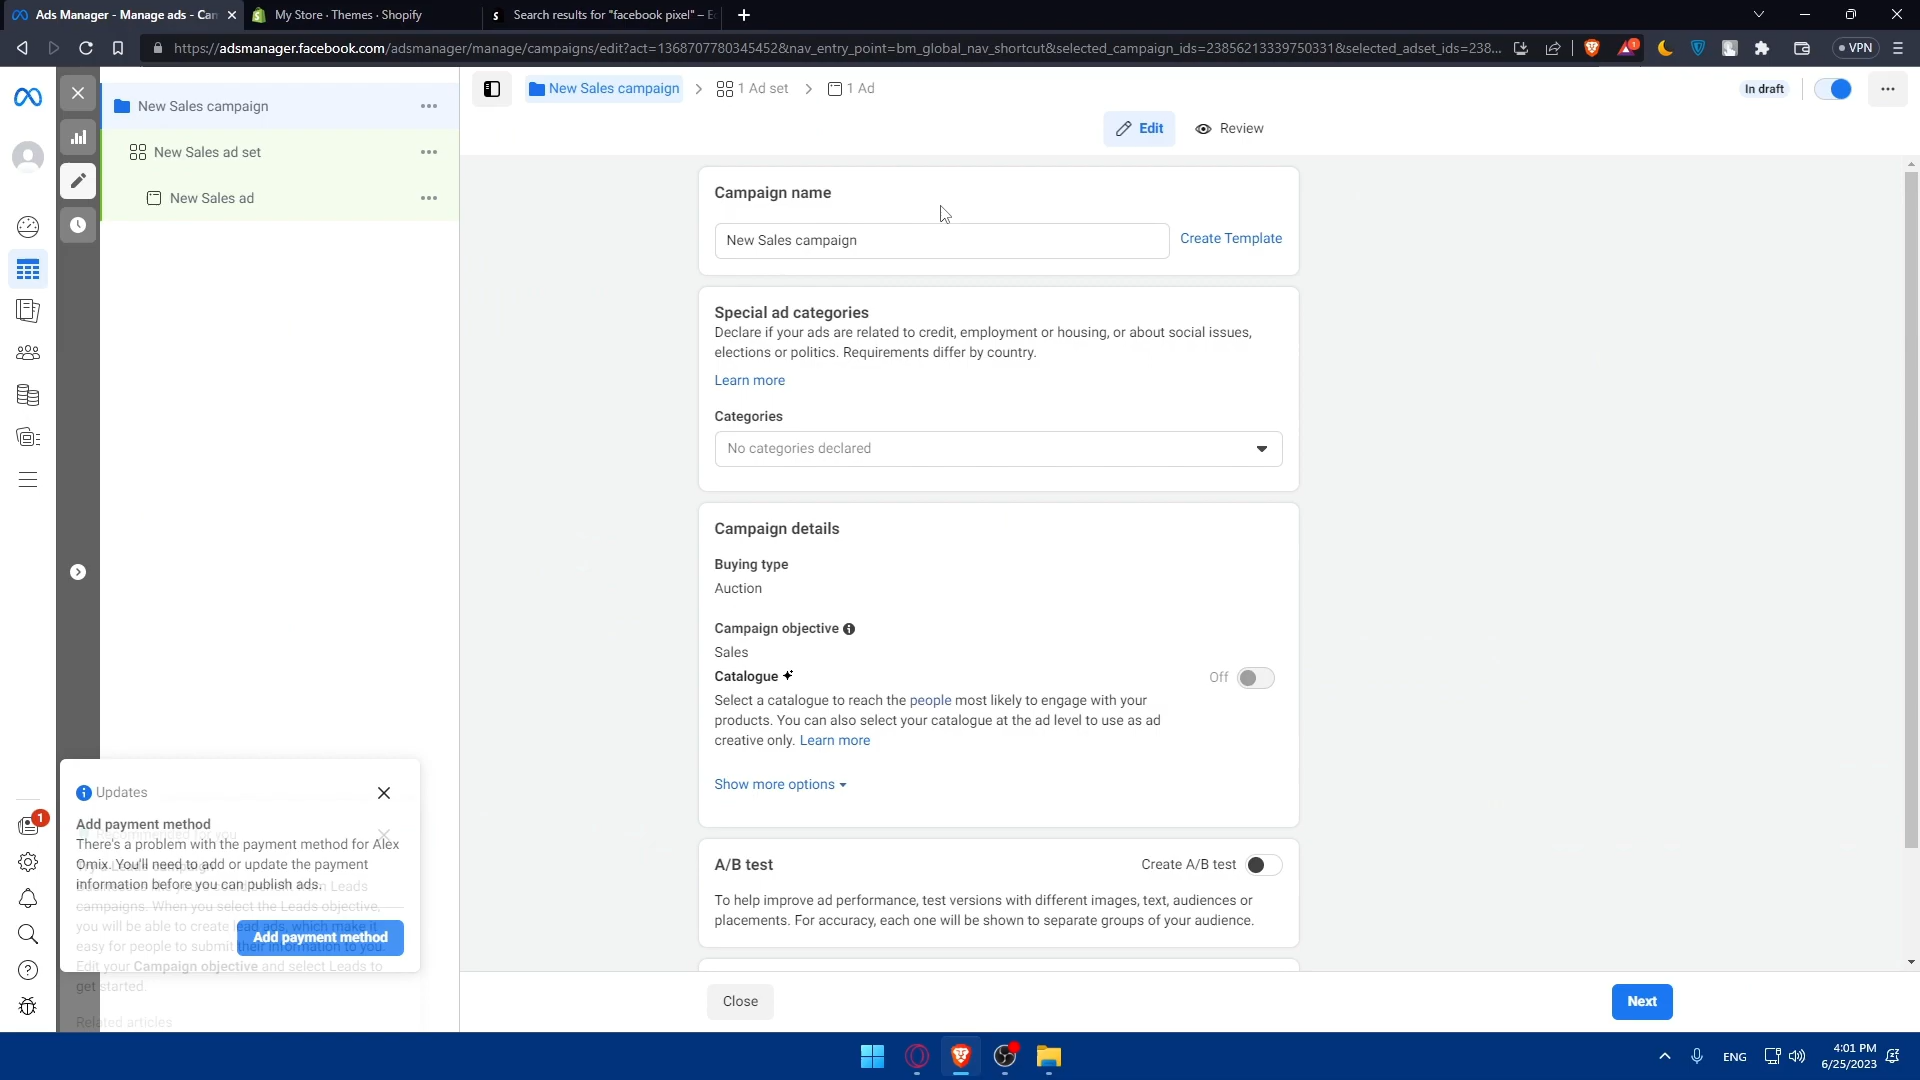 Ads Manager - Manage ads - Can
My Store · Themes · Shopify
Search results for "facebook pixel" – Ec
https://adsmanager.facebook.com/adsmanager/manage/campaigns/edit?act=136870778034545​2&nav_entry_point=bm_global_nav_shortcut&selected_campaign_ids=23856213339750331&selected_adset_ids=238...
1
VPN
New Sales campaign
New Sales ad set
New Sales ad
New Sales campaign
1 Ad set
1 Ad
In draft
Edit
Review
Campaign name
New Sales campaign
Create Template
Special ad categories
Declare if your ads are related to credit, employment or housing, or about social issues,
elections or politics. Requirements differ by country.
Learn more
Categories
No categories declared
Campaign details
Buying type
Auction
Campaign objective
Sales
Catalogue
Off
Select a catalogue to reach the people most likely to engage with your
products. You can also select your catalogue at the ad level to use as ad
creative only. Learn more
Show more options
A/B test
Create A/B test
To help improve ad performance, test versions with different images, text, audiences or
placements. For accuracy, each one will be shown to separate groups of your audience.
Close
Next
1
Updates
Add payment method
Recommended for you
There's a problem with the payment method for Alex
Omix. You'll need to add or update the payment
information before you can publish ads.
Leads
campaigns. When you select the Leads objective,
you will be able to create lead ads, which make it
easy for people to submit their information to you.
Add payment method
Edit your Campaign objective and select Leads to
get started.
Related articles
ENG
4:01 PM
6/25/2023